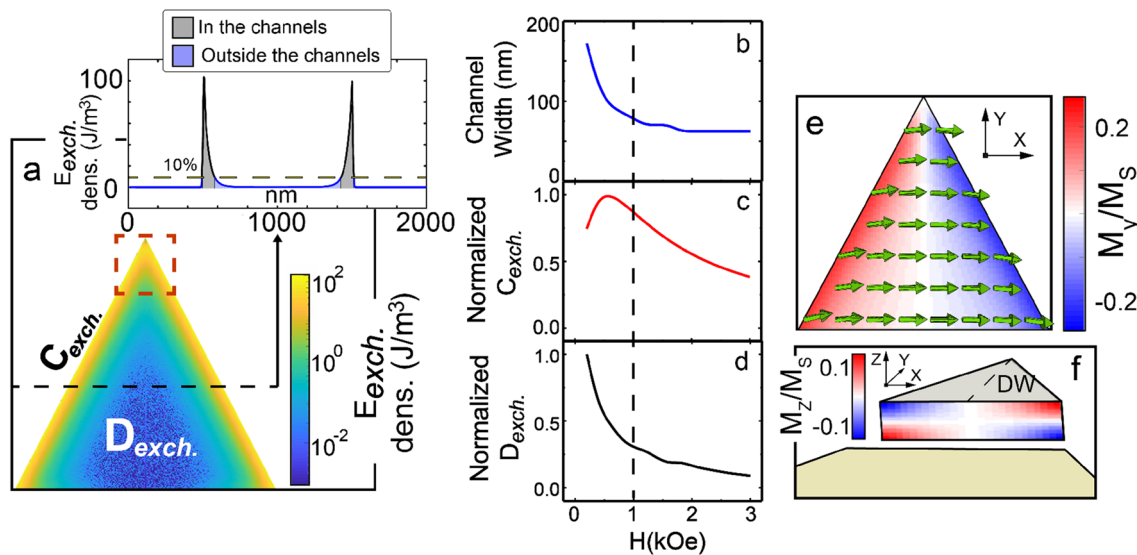 In the channels
Outside the channels
a
E_exch.
dens. (J/m³)
100
0
10%
nm
0
1000
2000
C_exch.
D_exch.
10²
10¹
10⁰
10⁻²
E_exch.
dens. (J/m³)
b
Channel
Width (nm)
200
100
0
c
Normalized
C_exch.
1.0
0.5
0.0
d
Normalized
D_exch.
1.0
0.5
0.0
0
1
2
3
H(kOe)
e
Y
X
0.2
-0.2
M_y/M_S
f
M_Z/M_S
0.1
-0.1
Z
Y
X
DW